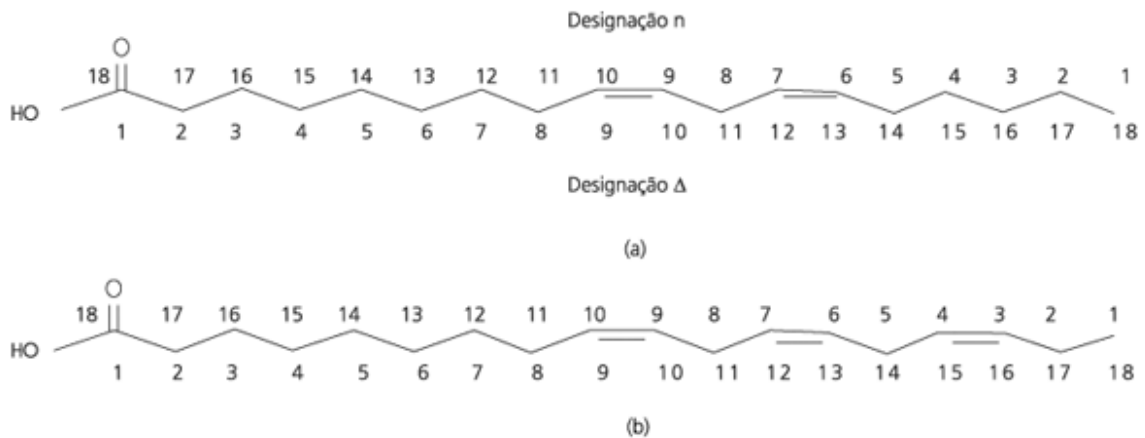 Designação n
O
18 17 16 15 14 13 12 11 10 9 8 7 6 5 4 3 2 1
HO
1 2 3 4 5 6 7 8 9 10 11 12 13 14 15 16 17 18
Designação Δ
(a)
O
18 17 16 15 14 13 12 11 10 9 8 7 6 5 4 3 2 1
HO
1 2 3 4 5 6 7 8 9 10 11 12 13 14 15 16 17 18
(b)